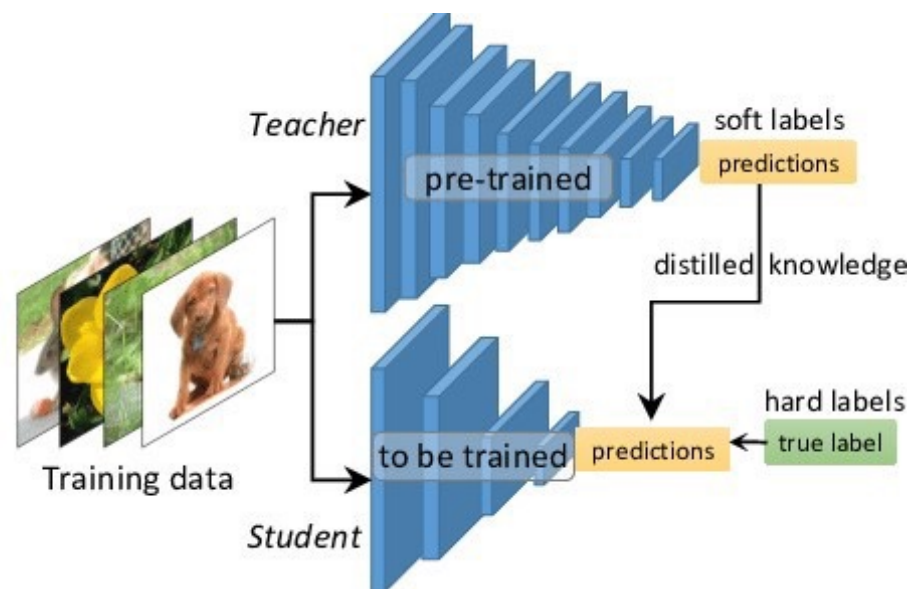 Teacher
soft labels
pre-trained
predictions
distilled knowledge
hard labels
to be trained
predictions
true label
Training data
Student